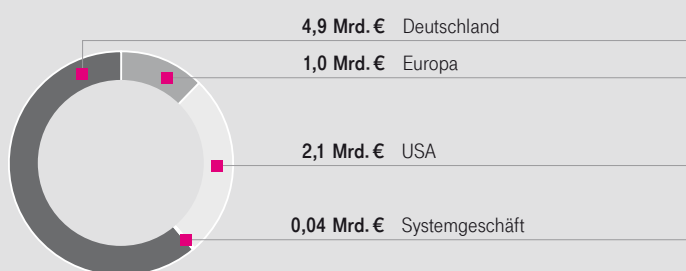 4,9 Mrd. € Deutschland
1,0 Mrd. € Europa
2,1 Mrd. € USA
0,04 Mrd. € Systemgeschäft